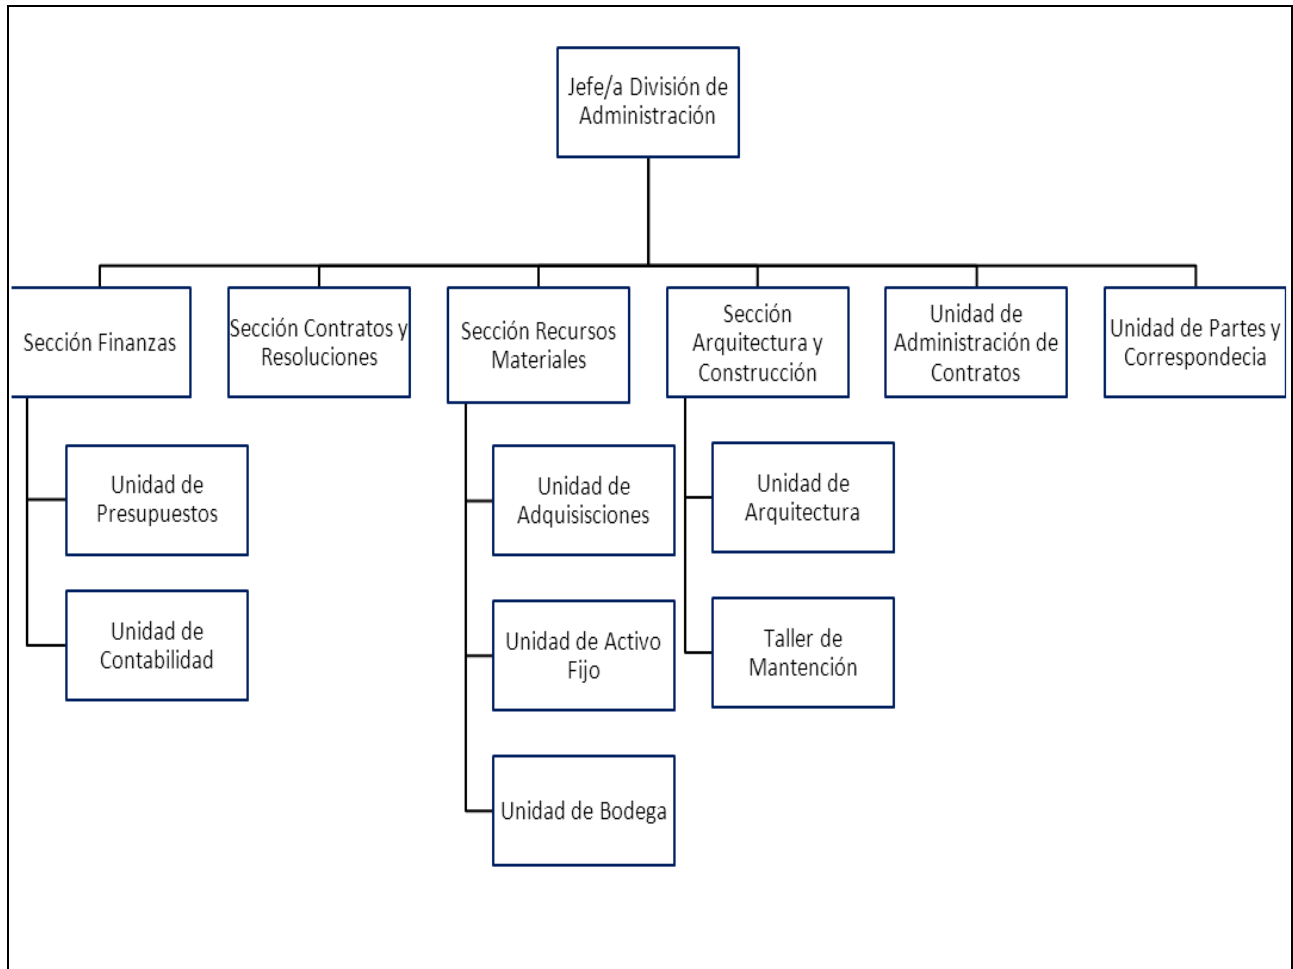 Jefe/a División de
Administración
Sección Finanzas
Sección Contratos y
Resoluciones
Sección Recursos
Materiales
Sección
Arquitectura y
Construcción
Unidad de
Administración de
Contratos
Unidad de Partes y
Correspondecia
Unidad de
Presupuestos
Unidad de
Contabilidad
Unidad de
Adquisisciones
Unidad de Activo
Fijo
Unidad de Bodega
Unidad de
Arquitectura
Taller de
Mantención